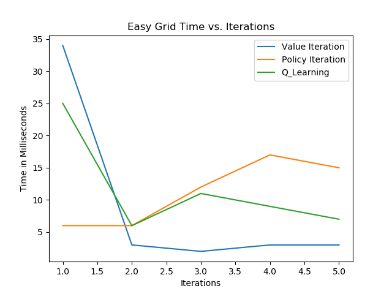 Easy Grid Time vs. Iterations
Value Iteration
Policy Iteration
Q_Learning
Time in Milliseconds
35
30
25
20
15
10
5
1.0 1.5 2.0 2.5 3.0 3.5 4.0 4.5 5.0
Iterations